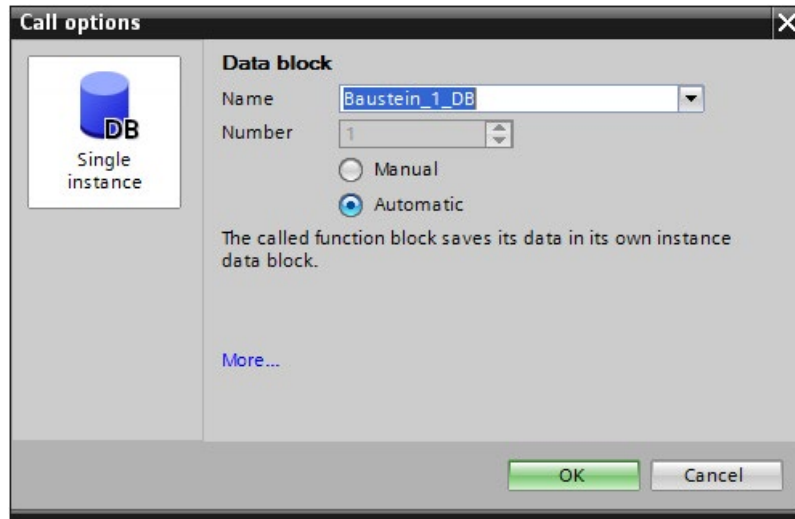 Call options
DB
Single
instance
Data block
Name
Baustein_1_DB
Number
1
Manual
Automatic
The called function block saves its data in its own instance
data block.
More...
OK
Cancel